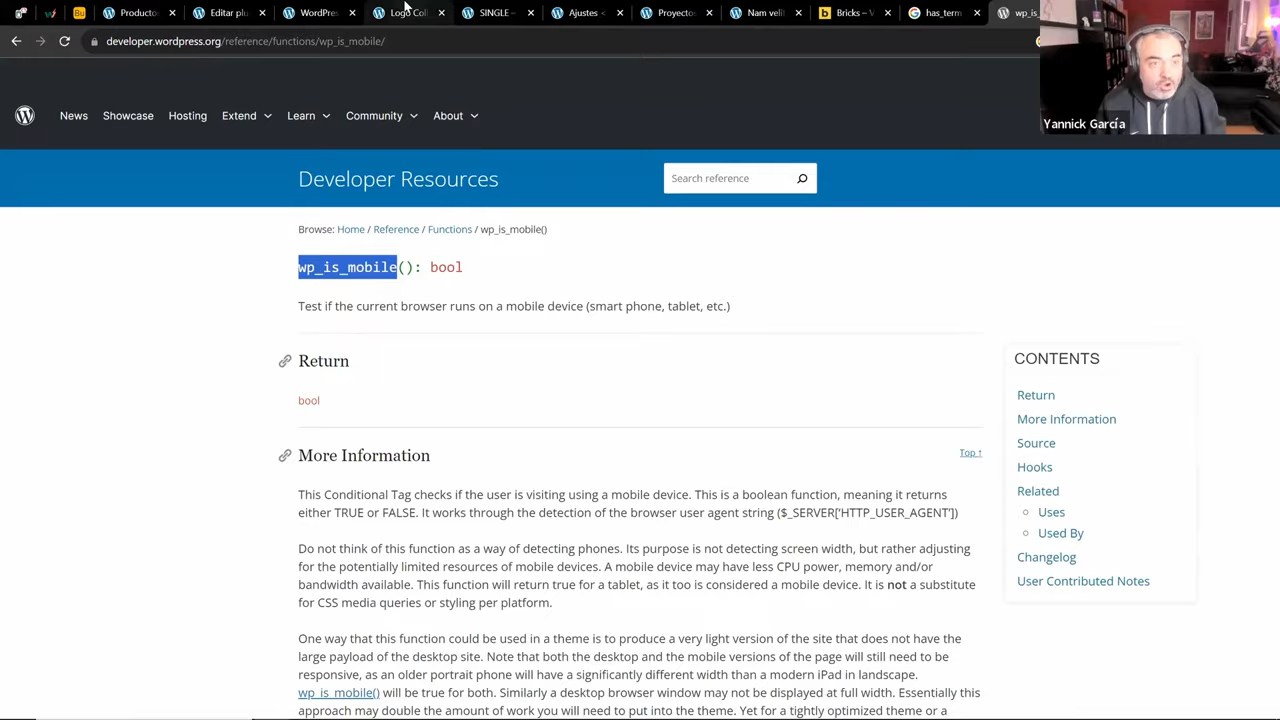 Producto
Editar plu
WordPres
Logo Coli
SINGLE –
Ajustes <
Proyecto
Nam veli
b Bricks – V
has_term
wp_is_
developer.wordpress.org/reference/functions/wp_is_mobile/
Yannick García
News Showcase Hosting Extend Learn Community About
Developer Resources
Search reference
Browse: Home / Reference / Functions / wp_is_mobile()
wp_is_mobile(): bool
Test if the current browser runs on a mobile device (smart phone, tablet, etc.)
Return
bool
More Information
Top ↑
This Conditional Tag checks if the user is visiting using a mobile device. This is a boolean function, meaning it returns
either TRUE or FALSE. It works through the detection of the browser user agent string ($_SERVER['HTTP_USER_AGENT'])
Do not think of this function as a way of detecting phones. Its purpose is not detecting screen width, but rather adjusting
for the potentially limited resources of mobile devices. A mobile device may have less CPU power, memory and/or
bandwidth available. This function will return true for a tablet, as it too is considered a mobile device. It is not a substitute
for CSS media queries or styling per platform.
One way that this function could be used in a theme is to produce a very light version of the site that does not have the
large payload of the desktop site. Note that both the desktop and the mobile versions of the page will still need to be
responsive, as an older portrait phone will have a significantly different width than a modern iPad in landscape.
wp_is_mobile() will be true for both. Similarly a desktop browser window may not be displayed at full width. Essentially this
approach may double the amount of work you will need to put into the theme. Yet for a tightly optimized theme or a
CONTENTS
Return
More Information
Source
Hooks
Related
Uses
Used By
Changelog
User Contributed Notes